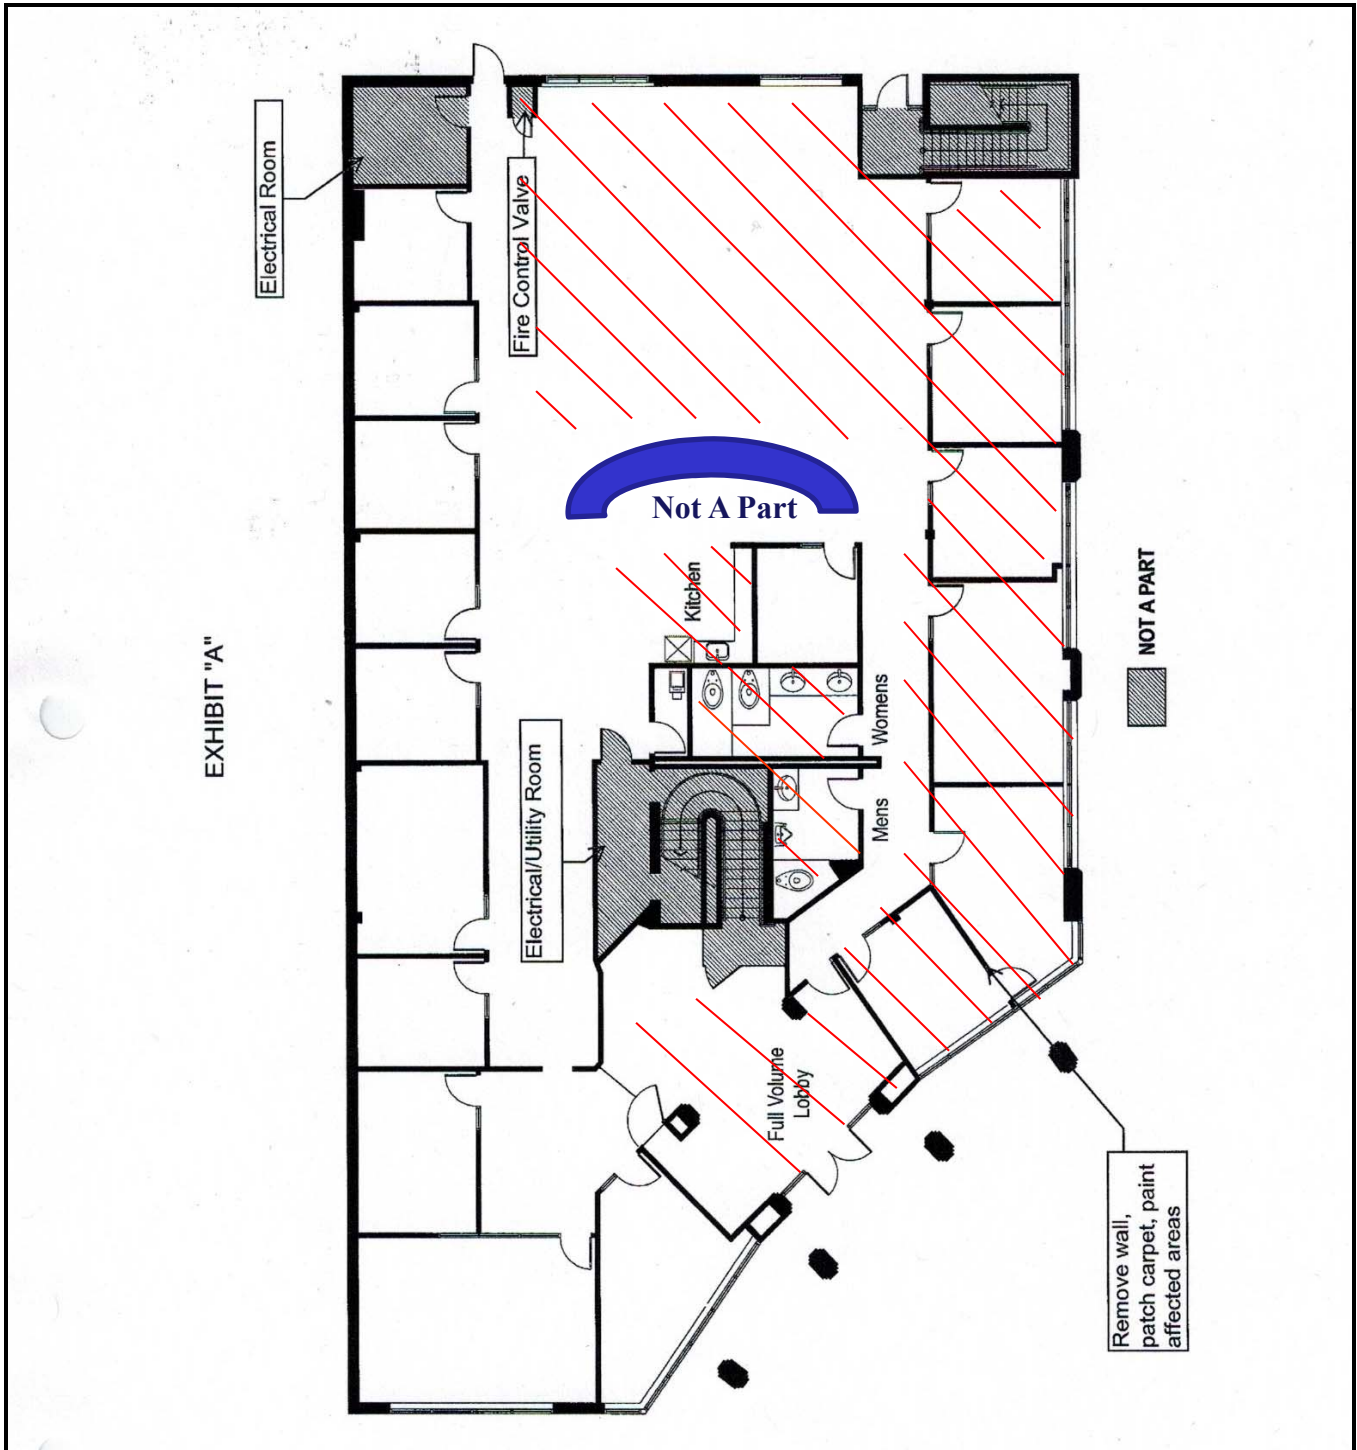 EXHIBIT "A"
Electrical Room
Fire Control Valve
Not A Part
Kitchen
Womens
Mens
Electrical/Utility Room
Full Volume
Lobby
NOT A PART
Remove wall,
patch carpet, paint
affected areas